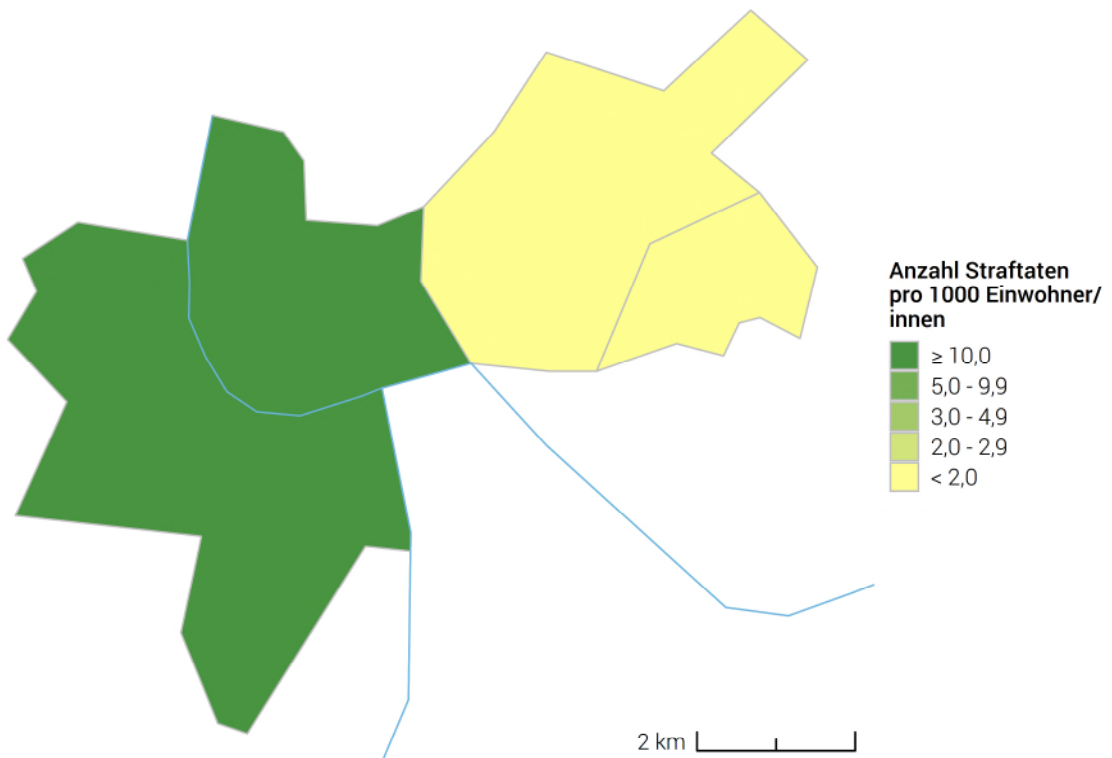 Anzahl Straftaten
pro 1000 Einwohner/
innen
≥ 10,0
5,0 - 9,9
3,0 - 4,9
2,0 - 2,9
< 2,0
2 km